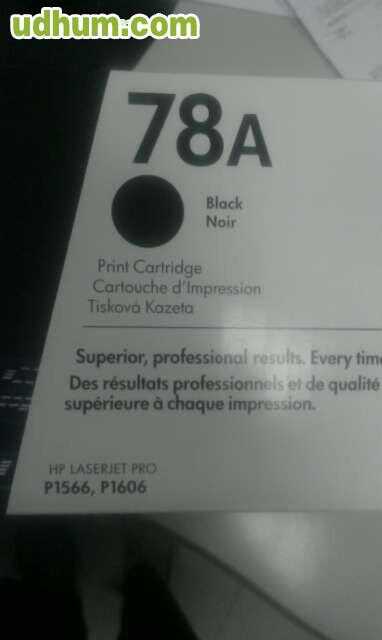 udhum.com
78A
Black
Noir
Print Cartridge
Cartouche d'Impression
Tisková Kazeta
Superior, professional results. Every time
Des résultats professionnels et de qualité
supérieure à chaque impression.
HP LASERJET PRO
P1566, P1606